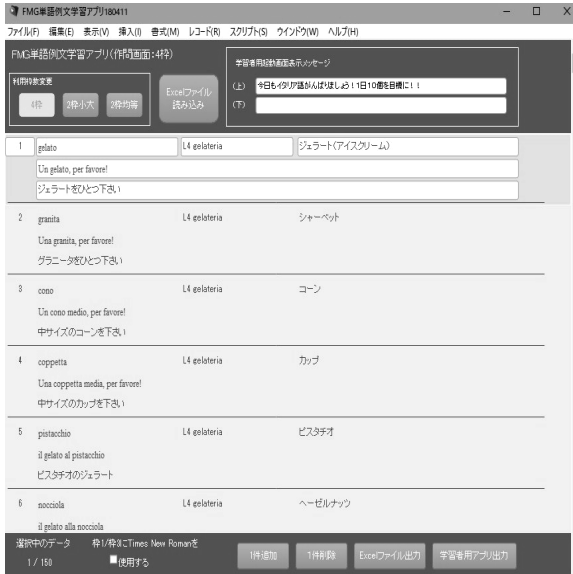 FMG単語例文学習アプリ180411
ファイル(F) 編集(E) 表示(V) 挿入(I) 書式(M) レコード(R) スクリプト(S) ウインドウ(W) ヘルプ(H)
FMG単語例文学習アプリ(作問画面:4枠)
学習者用起動画面表示メッセージ
利用枠数変更
4枠 2枠小大 2枠均等
Excelファイル
読み込み
(上) 今日もイタリア語がんばりましょう!1日10個を目標に!!
(下)
1 gelato L4 gelateria ジェラート(アイスクリーム)
Un gelato, per favore!
ジェラートをひとつ下さい
2 granita L4 gelateria シャーベット
Una granita, per favore!
グラニータをひとつ下さい
3 cono L4 gelateria コーン
Un cono medio, per favore!
中サイズのコーンを下さい
4 coppetta L4 gelateria カップ
Una coppetta media, per favore!
中サイズのカップを下さい
5 pistacchio L4 gelateria ピスタチオ
il gelato al pistacchio
ピスタチオのジェラート
6 nocciola L4 gelateria ヘーゼルナッツ
il gelato alla nocciola
選択中のデータ 枠1/枠3にTimes New Romanを
1 / 150 使用する
1件追加 1件削除 Excelファイル出力 学習者用アプリ出力